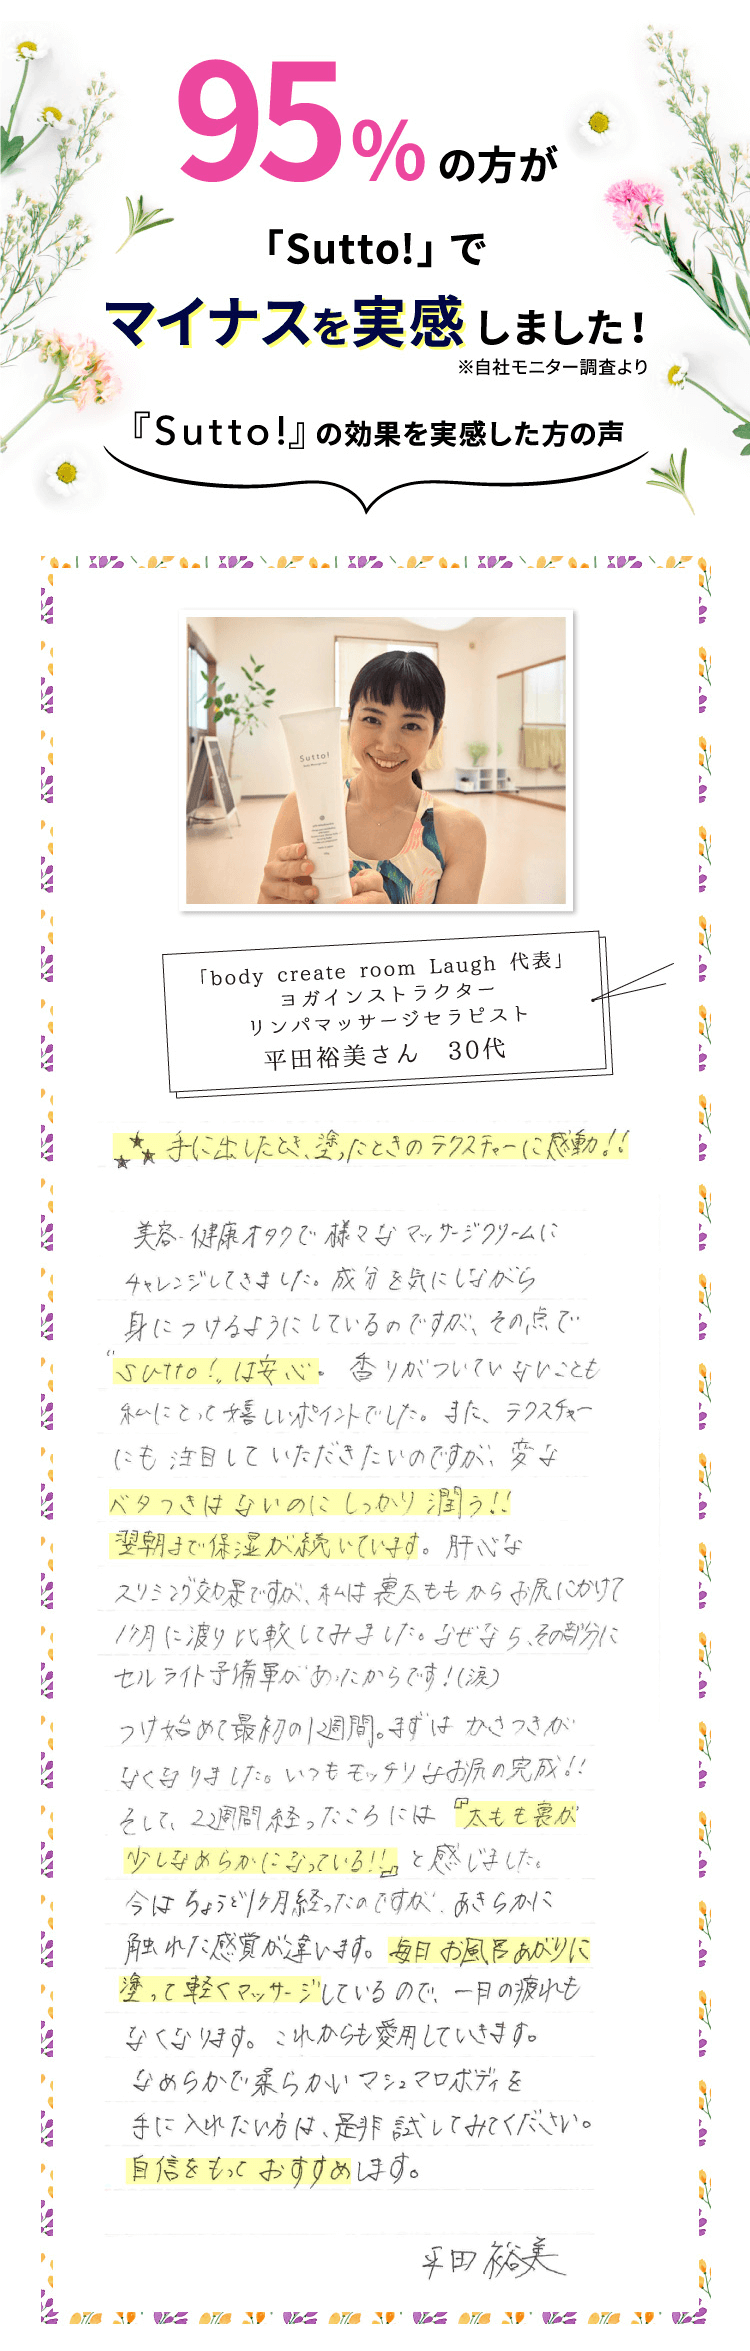 95%の方が
「Sutto!」で
マイナスを実感しました！
※自社モニター調査より
『Sutto!』の効果を実感した方の声
Sutto!
「body create room Laugh 代表」
ヨガインストラクター
リンパマッサージセラピスト
平田裕美さん　30代
手に出したとき、塗ったときのテクスチャーに感動！！
美容・健康オタクで様々なマッサージクリームに
チャレンジしてきました。成分を気にしながら
身につけるようにしているのですが、その点で
“Sutto!”は安心。香りがついていないことも
私にとって嬉しいポイントでした。また、テクスチャー
にも注目していただきたいのですが、変な
ベタつきはないのにしっかり潤う！！
翌朝まで保湿が続いています。肝心な
スリミング効果ですが、私は裏太ももからお尻にかけて
1ヶ月に渡り比較してみました。なぜなら、その部分に
セルライト予備軍があったからです！(涙)
つけ始めて最初の1週間。まずはかさつきが
なくなりました。いつもモッチリなお尻の完成！！
そして、2週間経ったころには『太もも裏が
少しなめらかになっている！！』と感じました。
今はちょうど1ヶ月経ったのですが、あきらかに
触れた感覚が違います。毎日お風呂あがりに
塗って軽くマッサージしているので、一日の疲れも
なくなります。これからも愛用していきます。
なめらかで柔らかいマシュマロボディを
手に入れたい方は、是非試してみてください。
自信をもっておすすめします。
平田裕美